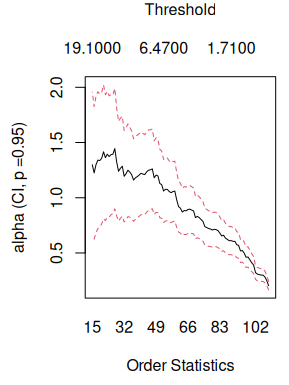 Threshold
19.1000 6.4700 1.7100
alpha (CI, p =0.95)
2.0
1.5
1.0
0.5
15 32 49 66 83 102
Order Statistics